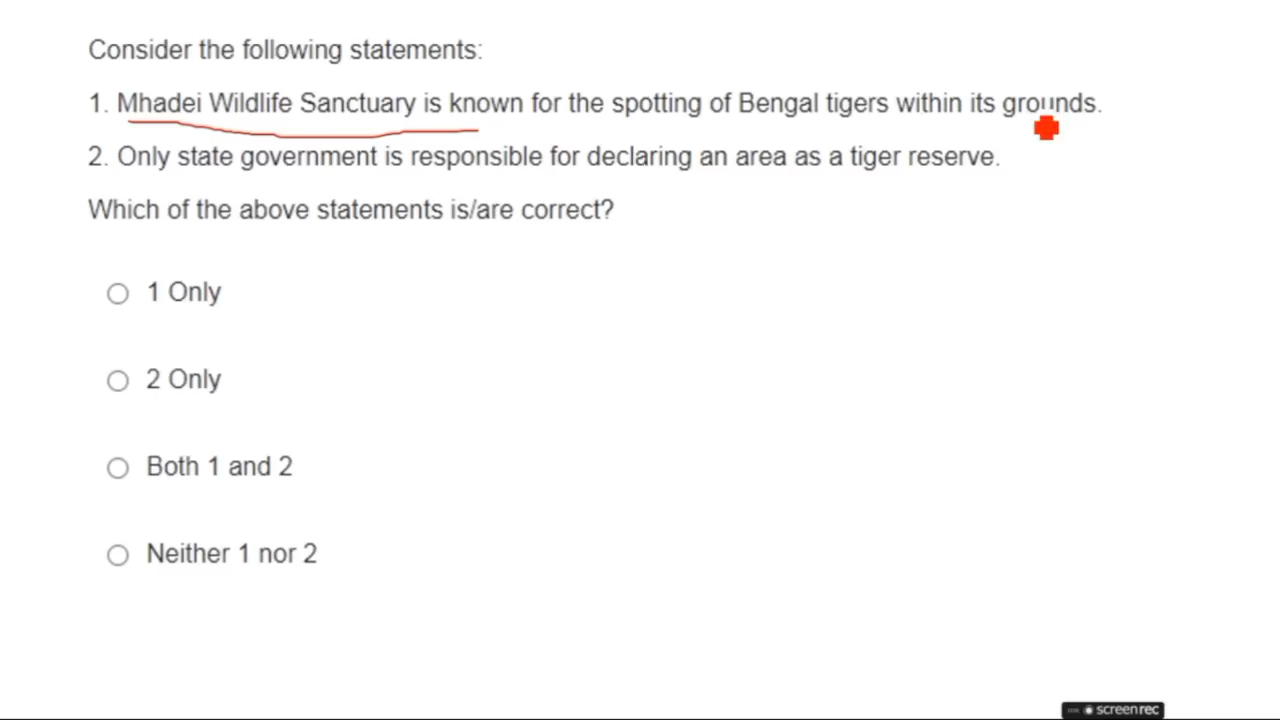 Consider the following statements:
1. Mhadei Wildlife Sanctuary is known for the spotting of Bengal tigers within its grounds.
2. Only state government is responsible for declaring an area as a tiger reserve.
Which of the above statements is/are correct?
1 Only
2 Only
Both 1 and 2
Neither 1 nor 2
screenrec